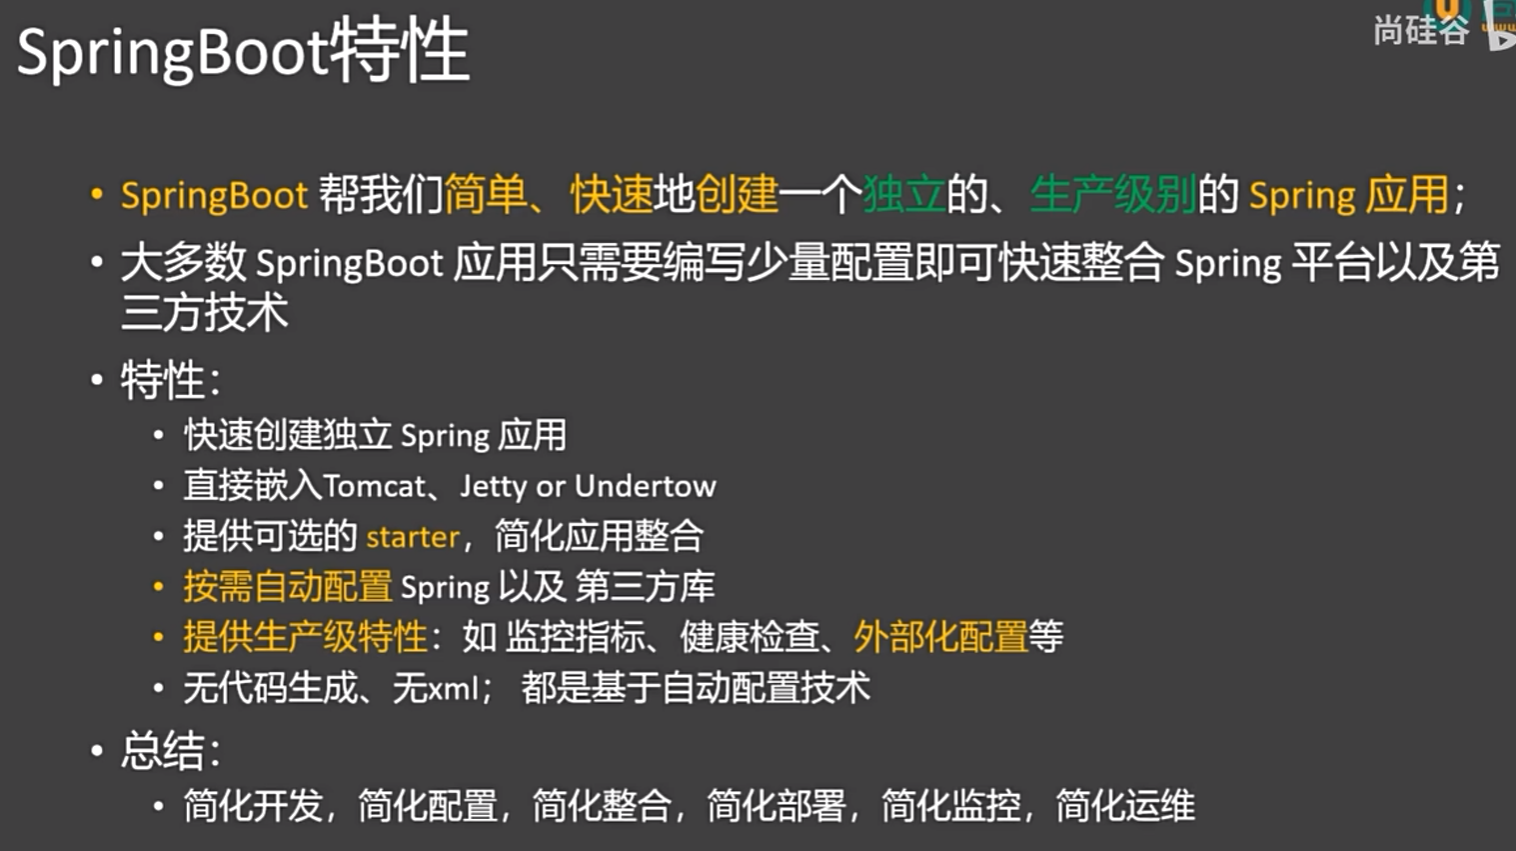 SpringBoot特性
尚硅谷
• SpringBoot 帮我们简单、快速地创建一个独立的、生产级别的 Spring 应用；
• 大多数 SpringBoot 应用只需要编写少量配置即可快速整合 Spring 平台以及第
三方技术
• 特性：
• 快速创建独立 Spring 应用
• 直接嵌入Tomcat、Jetty or Undertow
• 提供可选的 starter，简化应用整合
• 按需自动配置 Spring 以及 第三方库
• 提供生产级特性：如 监控指标、健康检查、外部化配置等
• 无代码生成、无xml； 都是基于自动配置技术
• 总结：
• 简化开发，简化配置，简化整合，简化部署，简化监控，简化运维